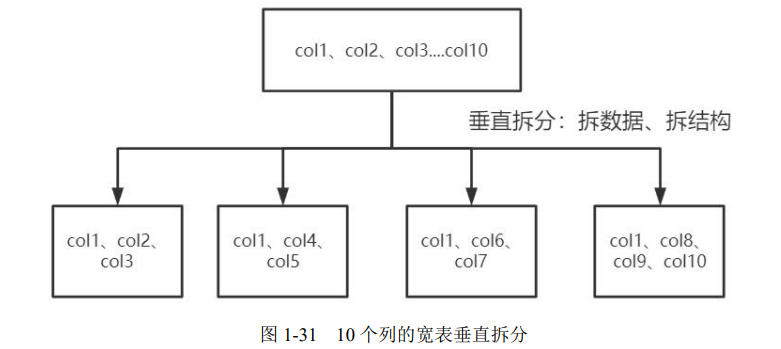 col1、col2、col3....col10
垂直拆分：拆数据、拆结构
col1、col2、
col3
col1、col4、
col5
col1、col6、
col7
col1、col8、
col9、col10
图 1-31 10 个列的宽表垂直拆分